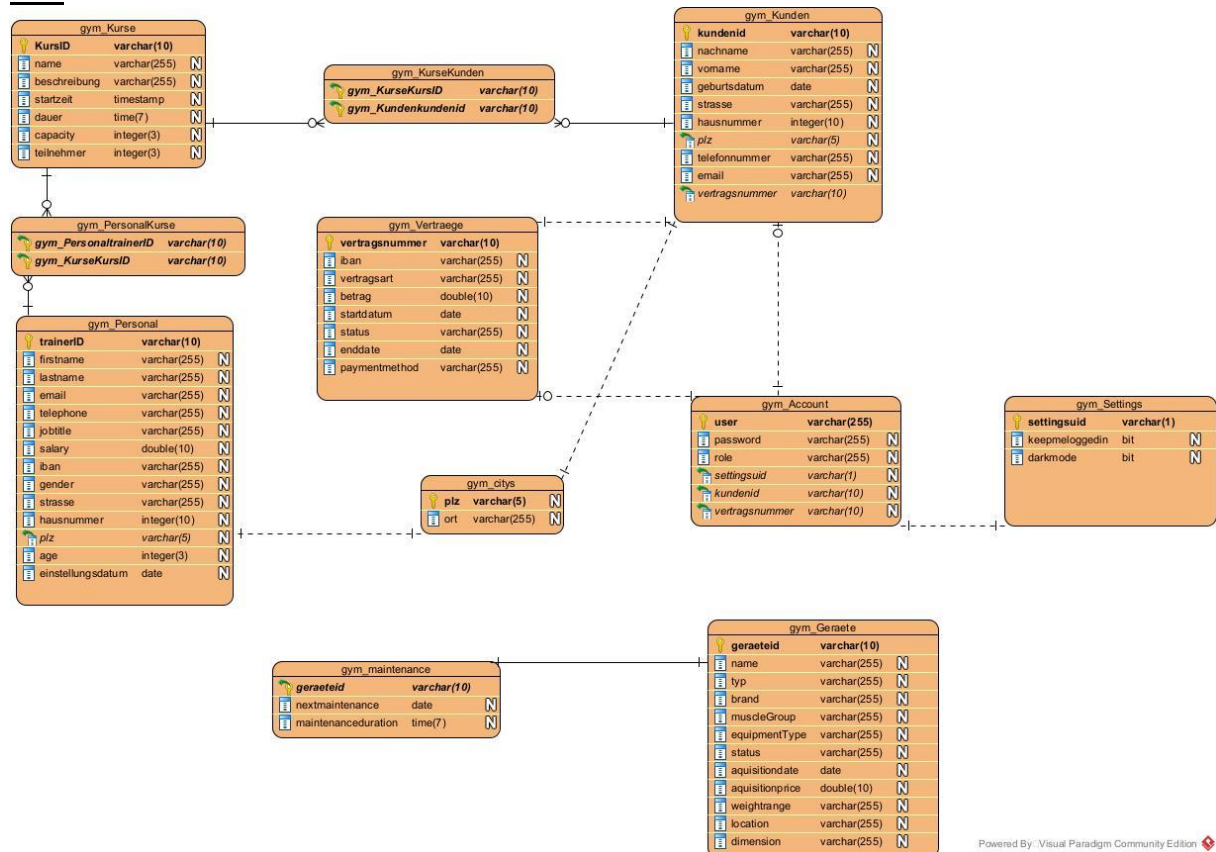 gym_Kurse
KursID varchar(10)
name varchar(255) N
beschreibung varchar(255) N
startzeit timestamp N
dauer time(7) N
capacity integer(3) N
teilnehmer integer(3) N
gym_KurseKunden
gym_KurseKursID varchar(10)
gym_Kundenkundenid varchar(10)
gym_Kunden
kundenid varchar(10)
nachname varchar(255) N
vorname varchar(255) N
geburtsdatum date N
strasse varchar(255) N
hausnummer integer(10) N
plz varchar(5) N
telefonnummer varchar(255) N
email varchar(255) N
vertragsnummer varchar(10)
gym_PersonalKurse
gym_PersonaltrainerID varchar(10)
gym_KurseKursID varchar(10)
gym_Vertraege
vertragsnummer varchar(10)
iban varchar(255) N
vertragsart varchar(255) N
betrag double(10) N
startdatum date N
status varchar(255) N
enddate date N
paymentmethod varchar(255) N
gym_Personal
trainerID varchar(10)
firstname varchar(255) N
lastname varchar(255) N
email varchar(255) N
telephone varchar(255) N
jobtitle varchar(255) N
salary double(10) N
iban varchar(255) N
gender varchar(255) N
strasse varchar(255) N
hausnummer integer(10) N
plz varchar(5) N
age integer(3) N
einstellungsdatum date N
gym_citys
plz varchar(5) N
ort varchar(255) N
gym_Account
user varchar(255)
password varchar(255) N
role varchar(255) N
settingsuid varchar(1) N
kundenid varchar(10) N
vertragsnummer varchar(10) N
gym_Settings
settingsuid varchar(1)
keepmeloggedin bit N
darkmode bit N
gym_maintenance
geraeteid varchar(10)
nextmaintenance date N
maintenanceduration time(7) N
gym_Geraete
geraeteid varchar(10)
name varchar(255) N
typ varchar(255) N
brand varchar(255) N
muscleGroup varchar(255) N
equipmentType varchar(255) N
status varchar(255) N
aquisitiondate date N
aquisitionprice double(10) N
weightrange varchar(255) N
location varchar(255) N
dimension varchar(255) N
Powered By: Visual Paradigm Community Edition